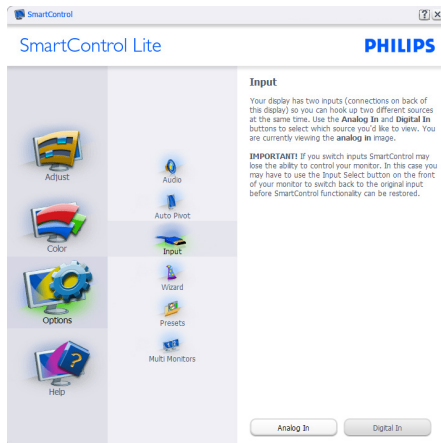 SmartControl
SmartControl Lite
PHILIPS
Adjust
Color
Options
Help
Audio
Auto Pivot
Input
Wizard
Presets
Multi Monitors
Input
Your display has two inputs (connections on back of
this display) so you can hook up two different sources
at the same time. Use the Analog In and Digital In
buttons to select which source you'd like to view. You
are currently viewing the analog in image.
IMPORTANT! If you switch inputs SmartControl may
lose the ability to control your monitor. In this case you
may have to use the Input Select button on the front
of your monitor to switch back to the original input
before SmartControl functionality can be restored.
Analog In
Digital In